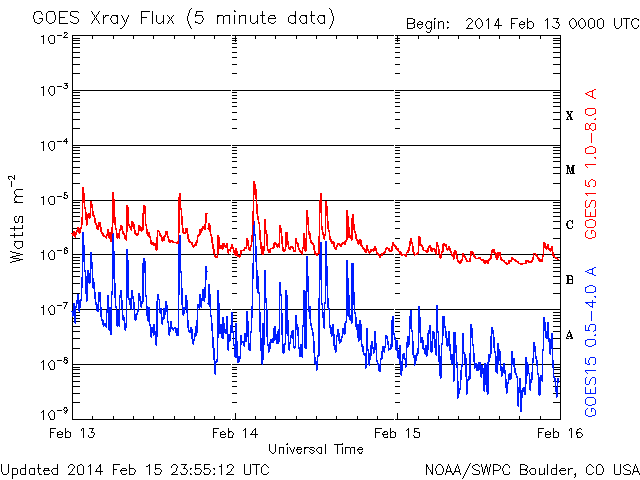 GOES Xray Flux (5 minute data)
Begin: 2014 Feb 13 0000 UTC
10⁻²
10⁻³
10⁻⁴
10⁻⁵
10⁻⁶
10⁻⁷
10⁻⁸
10⁻⁹
Watts m⁻²
X
M
C
B
A
GOES15 1.0-8.0 A
GOES15 0.5-4.0 A
Feb 13 Feb 14 Feb 15 Feb 16
Universal Time
Updated 2014 Feb 15 23:55:12 UTC
NOAA/SWPC Boulder, CO USA